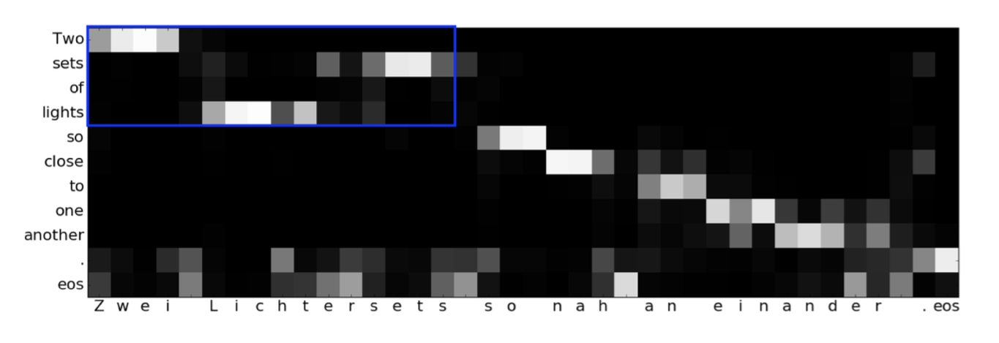 Two
sets
of
lights
so
close
to
one
another
.
eos
Z w e i L i c h t e r s e t s s o n a h a n e i n a n d e r . eos